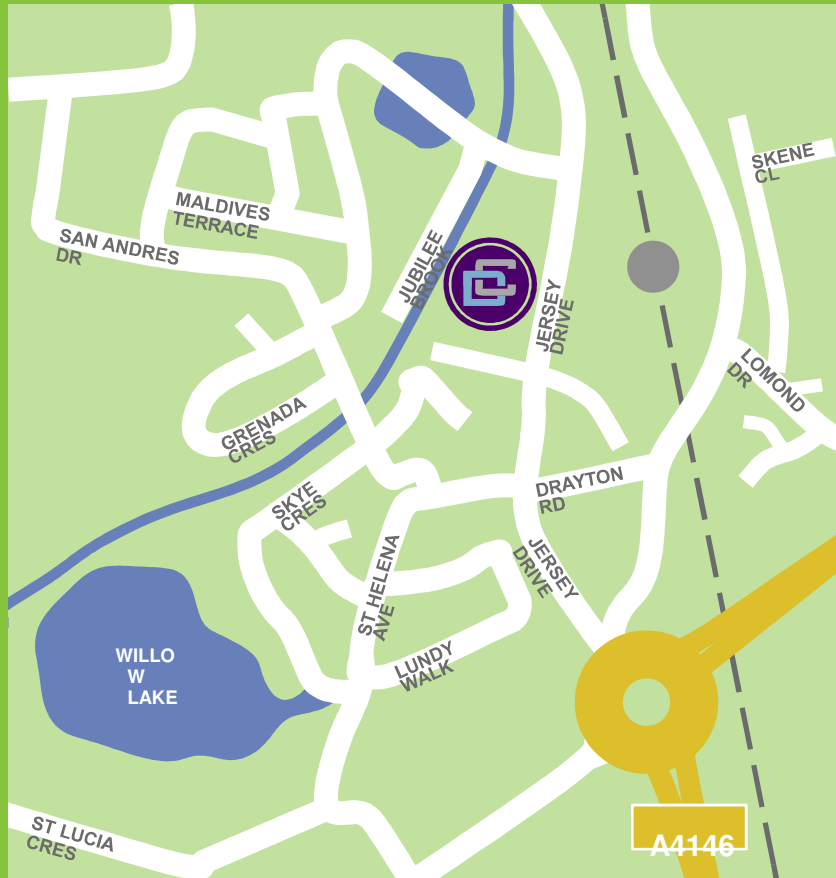 SKENE
CL
MALDIVES
TERRACE
SAN ANDRES
DR
JUBILEE
BROOK
DC
JERSEY
DRIVE
LOMOND
DR
GRENADA
CRES
SKYE
CRES
DRAYTON
RD
JERSEY
DRIVE
ST HELENA
AVE
LUNDY
WALK
WILLO
W
LAKE
ST LUCIA
CRES
A4146